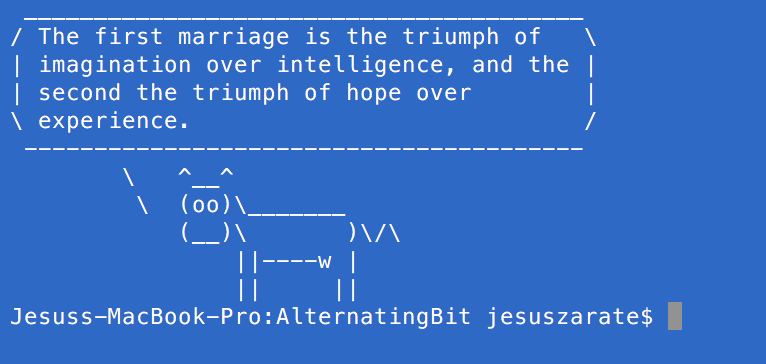 ________________________________________
/ The first marriage is the triumph of   \
| imagination over intelligence, and the |
| second the triumph of hope over        |
\ experience.                            /
 ----------------------------------------
        \   ^__^
         \  (oo)\_______
            (__)\       )\/\
                ||----w |
                ||     ||
Jesuss-MacBook-Pro:AlternatingBit jesuszarate$